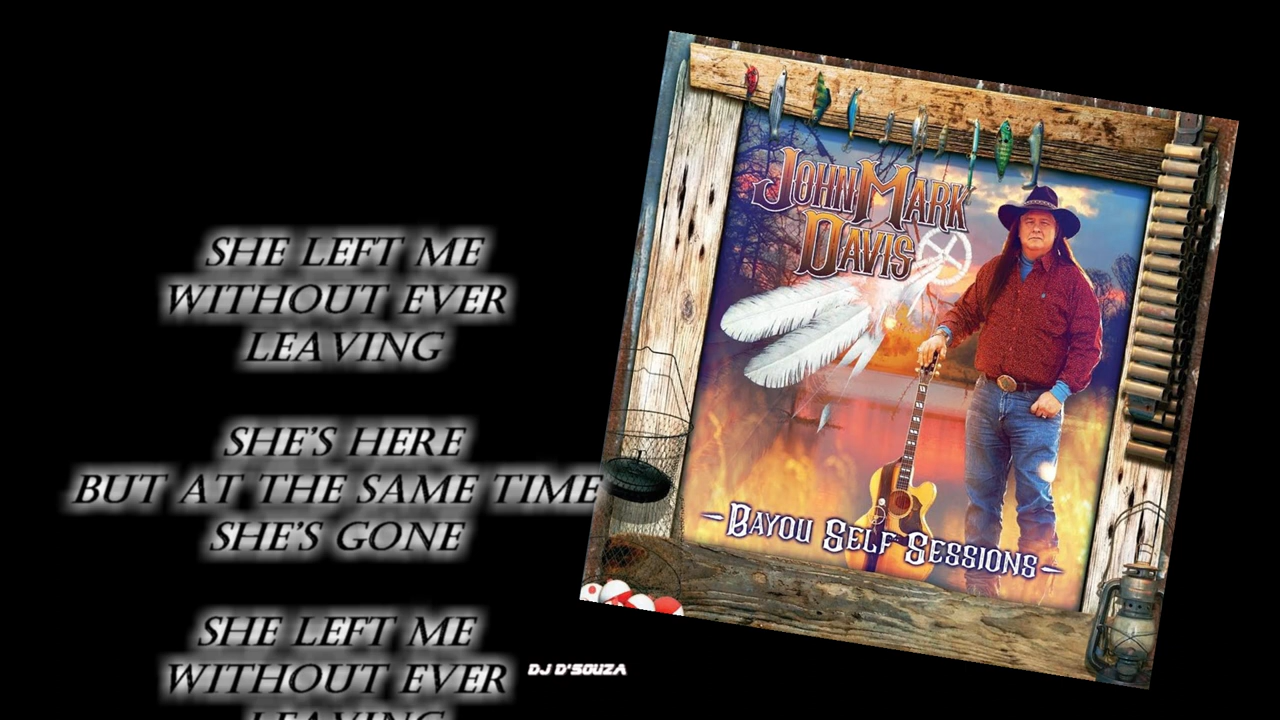 SHE LEFT ME
WITHOUT EVER
LEAVING
SHE'S HERE
BUT AT THE SAME TIME
SHE'S GONE
SHE LEFT ME
WITHOUT EVER
LEAVING
DJ D'SOUZA
JOHN MARK
DAVIS
-BAYOU SELF SESSIONS-